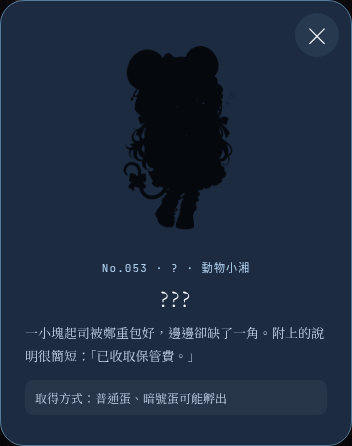 No.053 · ? · 動物小湘
???
一小塊起司被鄭重包好，邊邊卻缺了一角。附上的說
明很簡短：「已收取保管費。」
取得方式：普通蛋、暗號蛋可能孵出